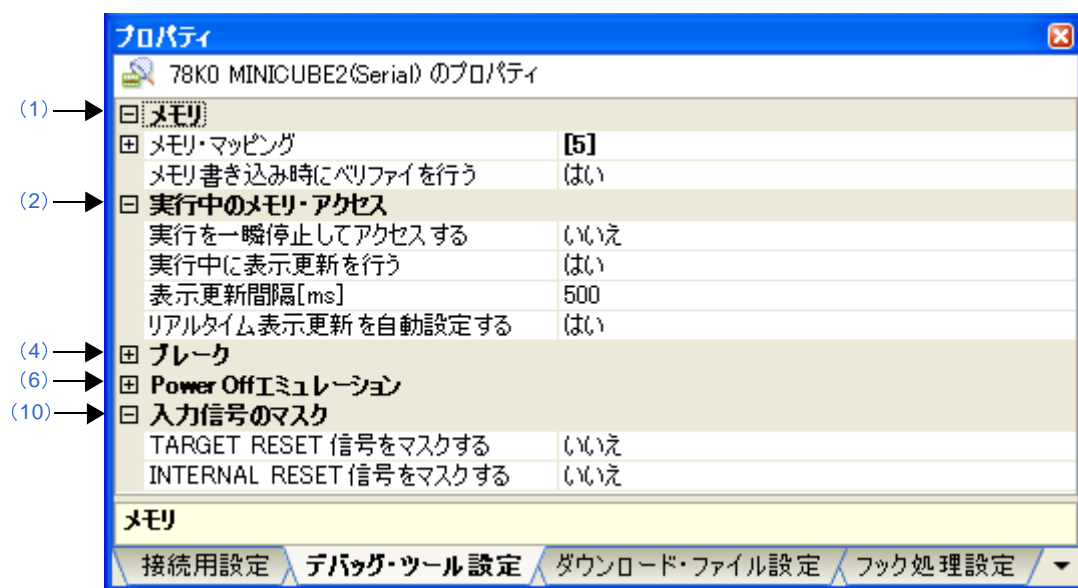 プロパティ
78K0 MINICUBE2(Serial) のプロパティ
(1) メモリ
メモリ・マッピング [5]
メモリ書き込み時にベリファイを行う はい
(2) 実行中のメモリ・アクセス
実行を一瞬停止してアクセスする いいえ
実行中に表示更新を行う はい
表示更新間隔[ms] 500
リアルタイム表示更新を自動設定する はい
(4) ブレーク
(6) Power Offエミュレーション
(10) 入力信号のマスク
TARGET RESET 信号をマスクする いいえ
INTERNAL RESET 信号をマスクする いいえ
メモリ
接続用設定 デバッグ・ツール設定 ダウンロード・ファイル設定 フック処理設定